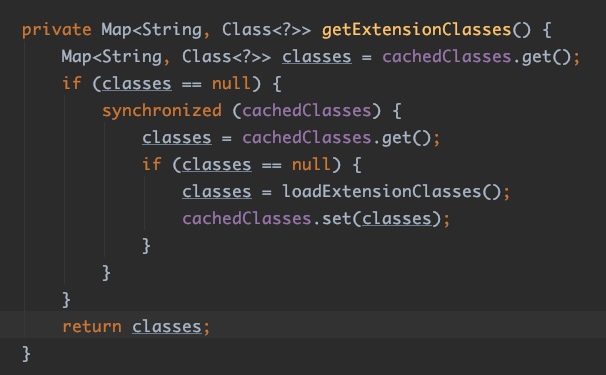 private Map<String, Class<?>> getExtensionClasses() {
    Map<String, Class<?>> classes = cachedClasses.get();
    if (classes == null) {
        synchronized (cachedClasses) {
            classes = cachedClasses.get();
            if (classes == null) {
                classes = loadExtensionClasses();
                cachedClasses.set(classes);
            }
        }
    }
    return classes;
}